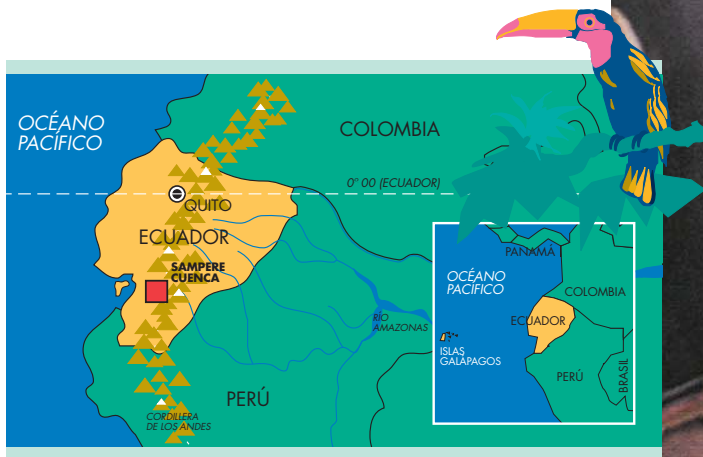 OCÉANO
PACÍFICO
COLOMBIA
0" 00 (ECUADOR)
QUITO
ECUADOR
SAMPERE
CUENCA
RÍO
AMAZONAS
PERÚ
CORDILLERA
DE LOS ANDES
PANAMÁ
OCÉANO
PACÍFICO
COLOMBIA
ECUADOR
ISLAS
GALÁPAGOS
PERÚ
BRASIL